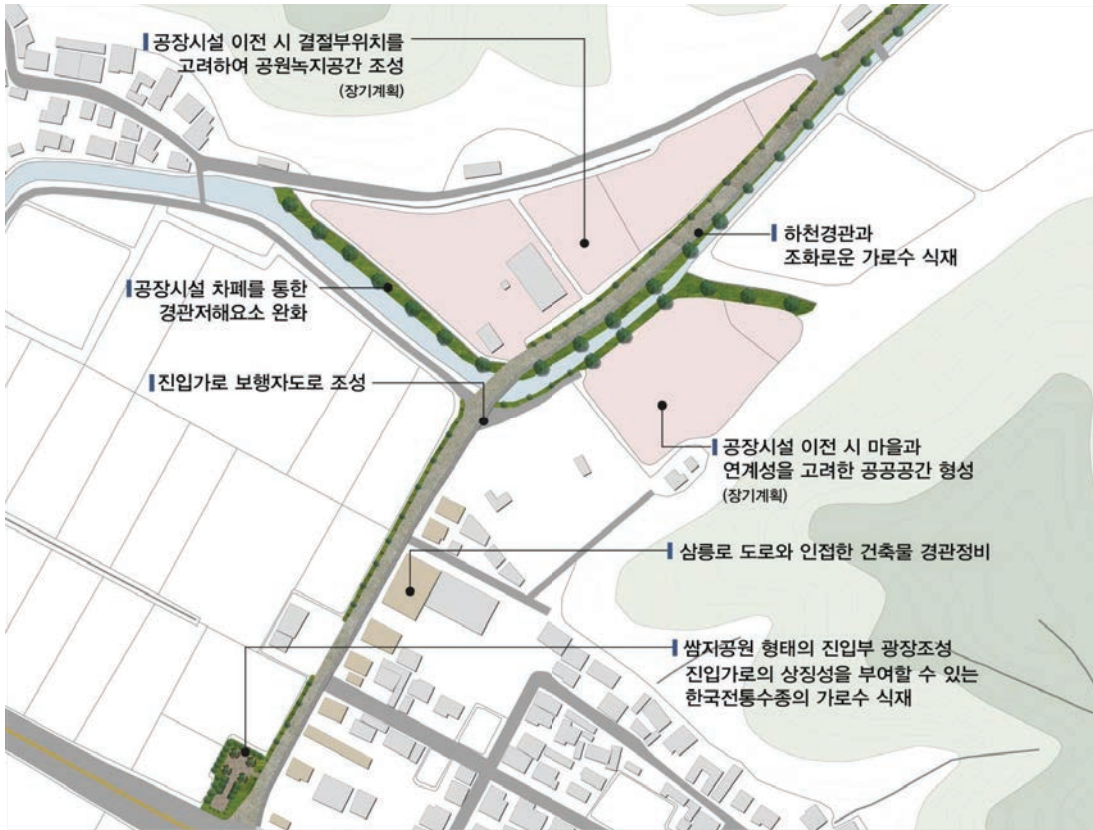 공장시설 이전 시 결절부위치를
고려하여 공원녹지공간 조성
(장기계획)
하천경관과
조화로운 가로수 식재
공장시설 차폐를 통한
경관저해요소 완화
진입가로 보행자도로 조성
공장시설 이전 시 마을과
연계성을 고려한 공공공간 형성
(장기계획)
삼릉로 도로와 인접한 건축물 경관정비
쌈지공원 형태의 진입부 광장조성
진입가로의 상징성을 부여할 수 있는
한국전통수종의 가로수 식재